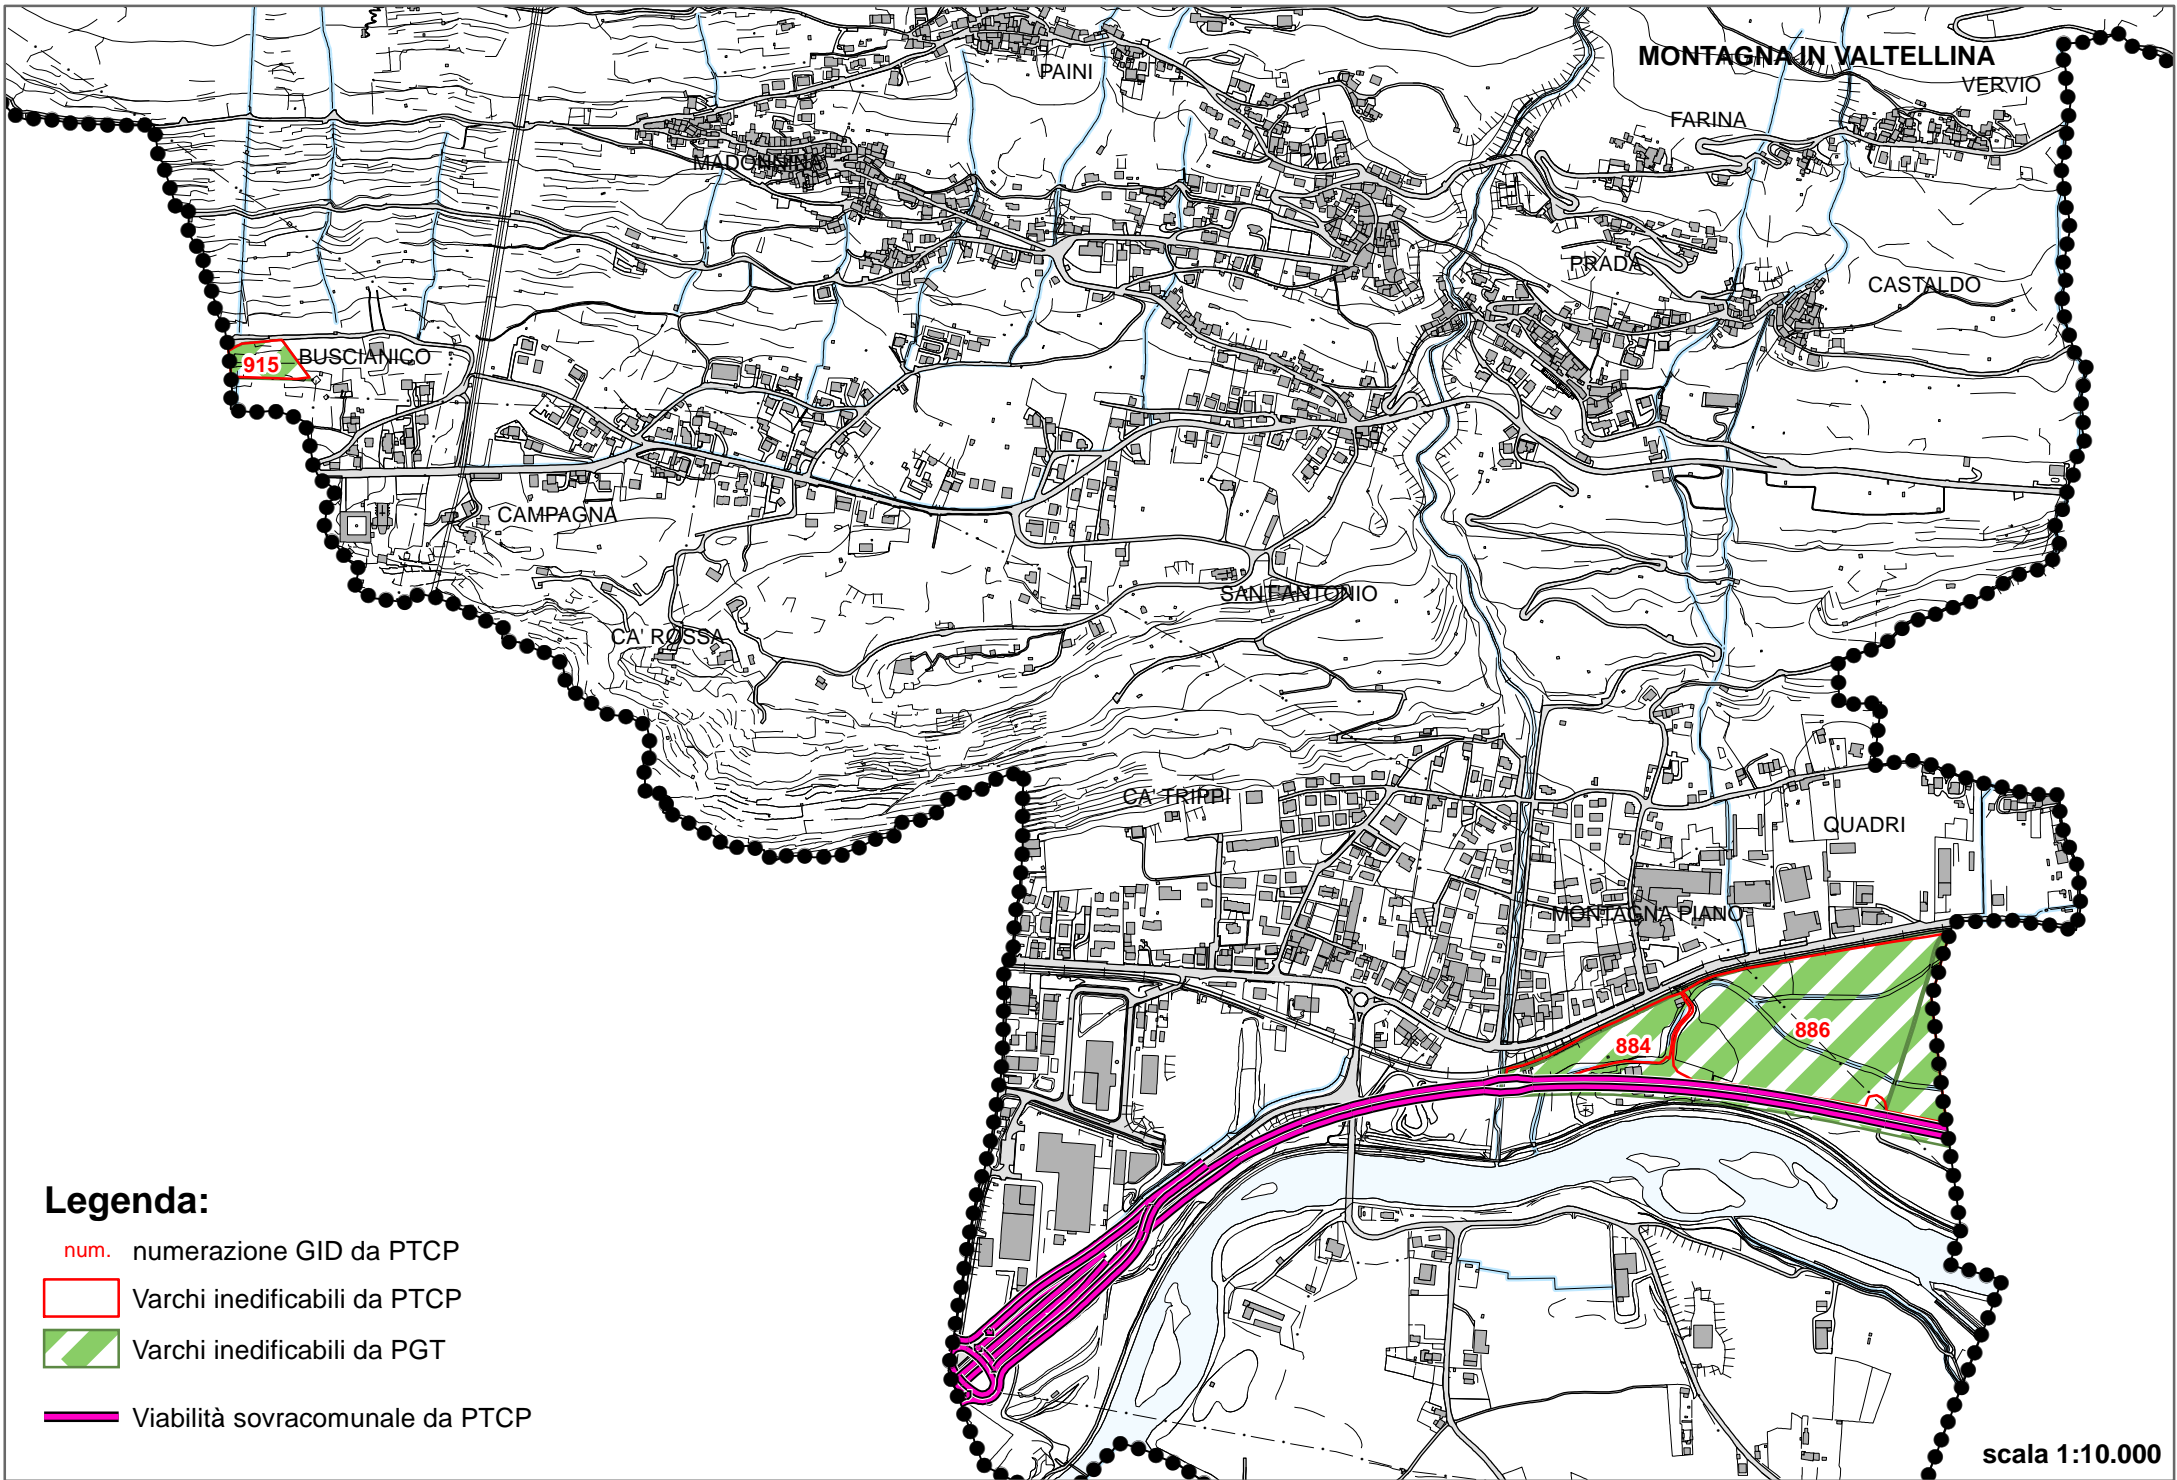 MONTAGNA IN VALTELLINA
PAINI
VERVIO
FARINA
MADONNINA
PRADA
CASTALDO
915
BUSCIANICO
CAMPAGNA
SANT'ANTONIO
CA' ROSSA
CA' TRIPPI
QUADRI
MONTAGNA PIANO
886
884
Legenda:
num. numerazione GID da PTCP
Varchi inedificabili da PTCP
Varchi inedificabili da PGT
Viabilità sovracomunale da PTCP
scala 1:10.000